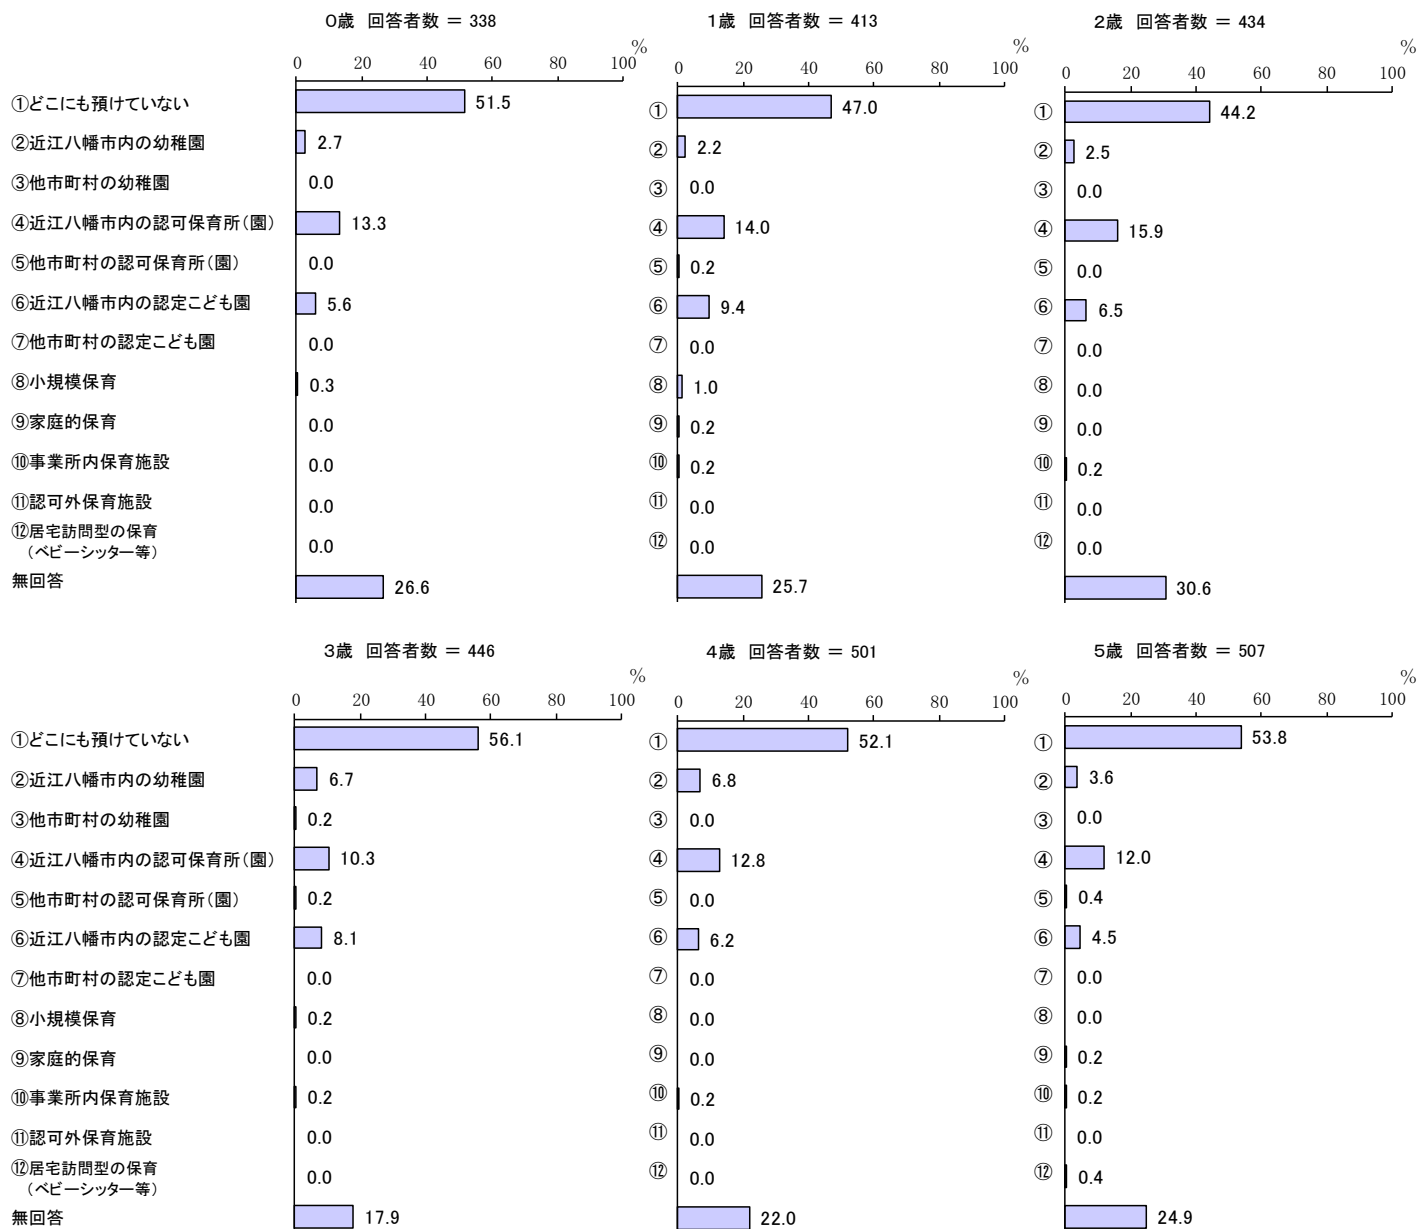 ０歳 回答者数 ＝ 338
%
0 20 40 60 80 100
①どこにも預けていない 51.5
②近江八幡市内の幼稚園 2.7
③他市町村の幼稚園 0.0
④近江八幡市内の認可保育所（園） 13.3
⑤他市町村の認可保育所（園） 0.0
⑥近江八幡市内の認定こども園 5.6
⑦他市町村の認定こども園 0.0
⑧小規模保育 0.3
⑨家庭的保育 0.0
⑩事業所内保育施設 0.0
⑪認可外保育施設 0.0
⑫居宅訪問型の保育
（ベビーシッター等） 0.0
無回答 26.6
１歳 回答者数 ＝ 413
%
0 20 40 60 80 100
① 47.0
② 2.2
③ 0.0
④ 14.0
⑤ 0.2
⑥ 9.4
⑦ 0.0
⑧ 1.0
⑨ 0.2
⑩ 0.2
⑪ 0.0
⑫ 0.0
25.7
２歳 回答者数 ＝ 434
%
0 20 40 60 80 100
① 44.2
② 2.5
③ 0.0
④ 15.9
⑤ 0.0
⑥ 6.5
⑦ 0.0
⑧ 0.0
⑨ 0.0
⑩ 0.2
⑪ 0.0
⑫ 0.0
30.6
３歳 回答者数 ＝ 446
%
0 20 40 60 80 100
①どこにも預けていない 56.1
②近江八幡市内の幼稚園 6.7
③他市町村の幼稚園 0.2
④近江八幡市内の認可保育所（園） 10.3
⑤他市町村の認可保育所（園） 0.2
⑥近江八幡市内の認定こども園 8.1
⑦他市町村の認定こども園 0.0
⑧小規模保育 0.2
⑨家庭的保育 0.0
⑩事業所内保育施設 0.2
⑪認可外保育施設 0.0
⑫居宅訪問型の保育
（ベビーシッター等） 0.0
無回答 17.9
４歳 回答者数 ＝ 501
%
0 20 40 60 80 100
① 52.1
② 6.8
③ 0.0
④ 12.8
⑤ 0.0
⑥ 6.2
⑦ 0.0
⑧ 0.0
⑨ 0.0
⑩ 0.2
⑪ 0.0
⑫ 0.0
22.0
５歳 回答者数 ＝ 507
%
0 20 40 60 80 100
① 53.8
② 3.6
③ 0.0
④ 12.0
⑤ 0.4
⑥ 4.5
⑦ 0.0
⑧ 0.0
⑨ 0.2
⑩ 0.2
⑪ 0.0
⑫ 0.4
24.9